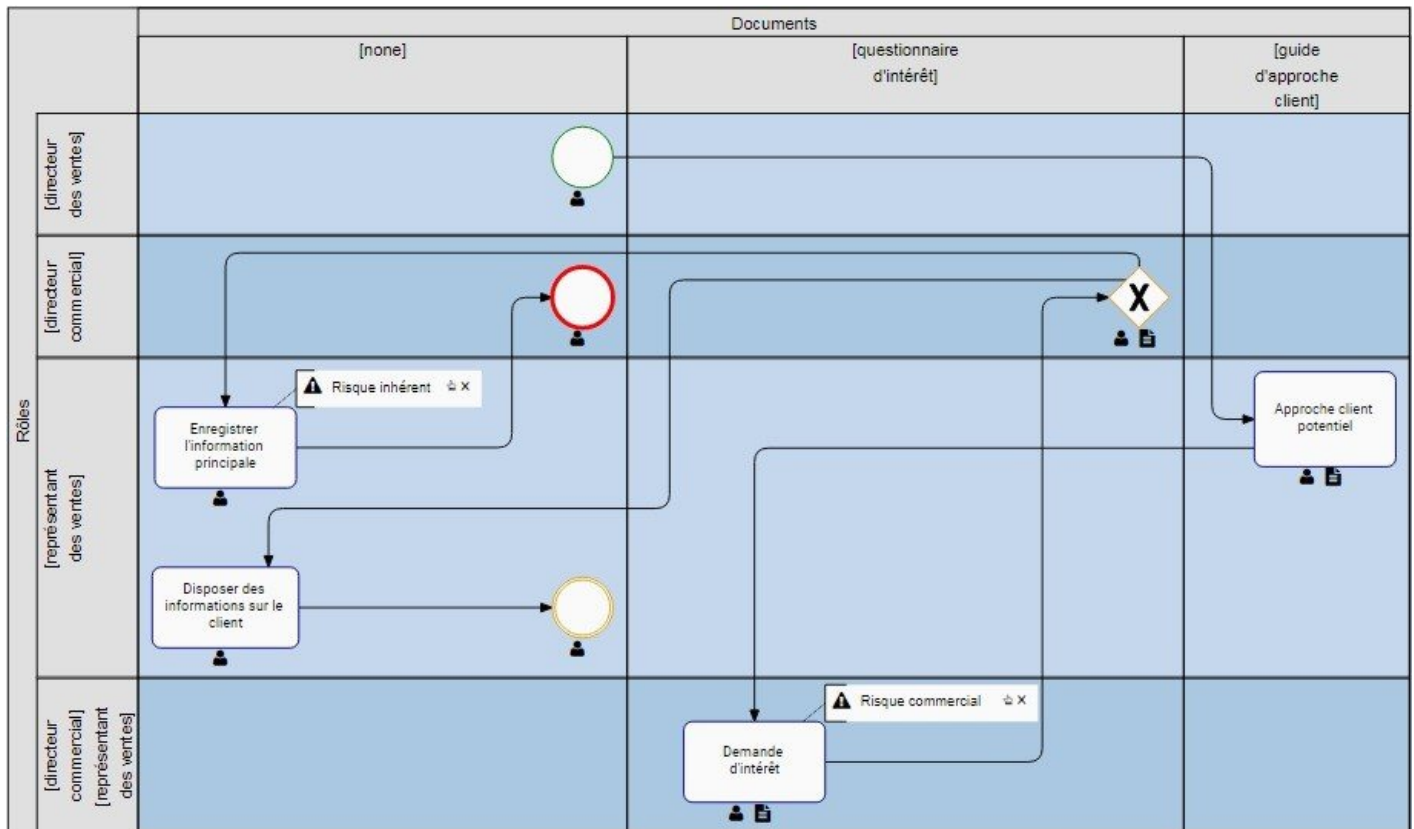 Documents
[none]
[questionnaire
d'intérêt]
[guide
d'approche
client]
Rôles
[directeur
des ventes]
[directeur
commercial]
X
[représentant
des ventes]
Risque inhérent
Enregistrer
l'information
principale
Approche client
potentiel
Disposer des
informations sur le
client
[directeur
commercial]
[représentant
des ventes]
Risque commercial
Demande
d'intérêt